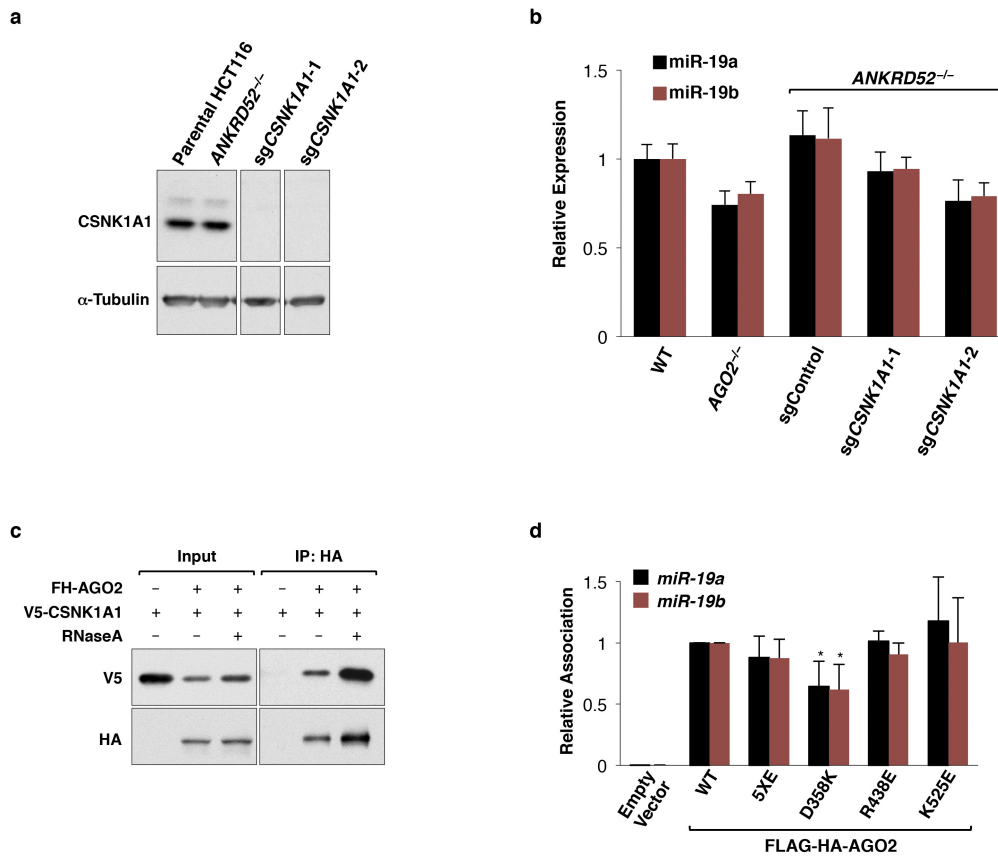 a
Parental HCT116
ANKRD52–/–
sgCSNK1A1-1
sgCSNK1A1-2
CSNK1A1
α-Tubulin
b
miR-19a
miR-19b
ANKRD52–/–
Relative Expression
1.5
1
0.5
0
WT
AGO2–/–
sgControl
sgCSNK1A1-1
sgCSNK1A1-2
c
Input IP: HA
FH-AGO2 – + + – + +
V5-CSNK1A1 + + + + + +
RNaseA – – + – – +
V5
HA
d
miR-19a
miR-19b
Relative Association
1.5
1
0.5
0
* *
Empty
Vector
WT
5XE
D358K
R438E
K525E
FLAG-HA-AGO2